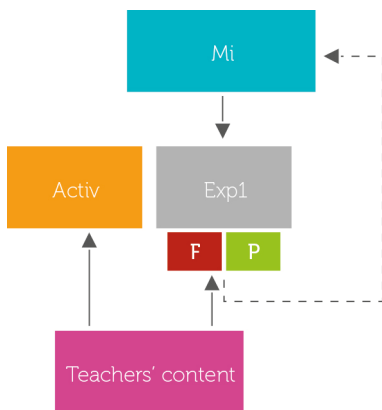 Mi
Activ
Exp1
F
P
Teachers' content